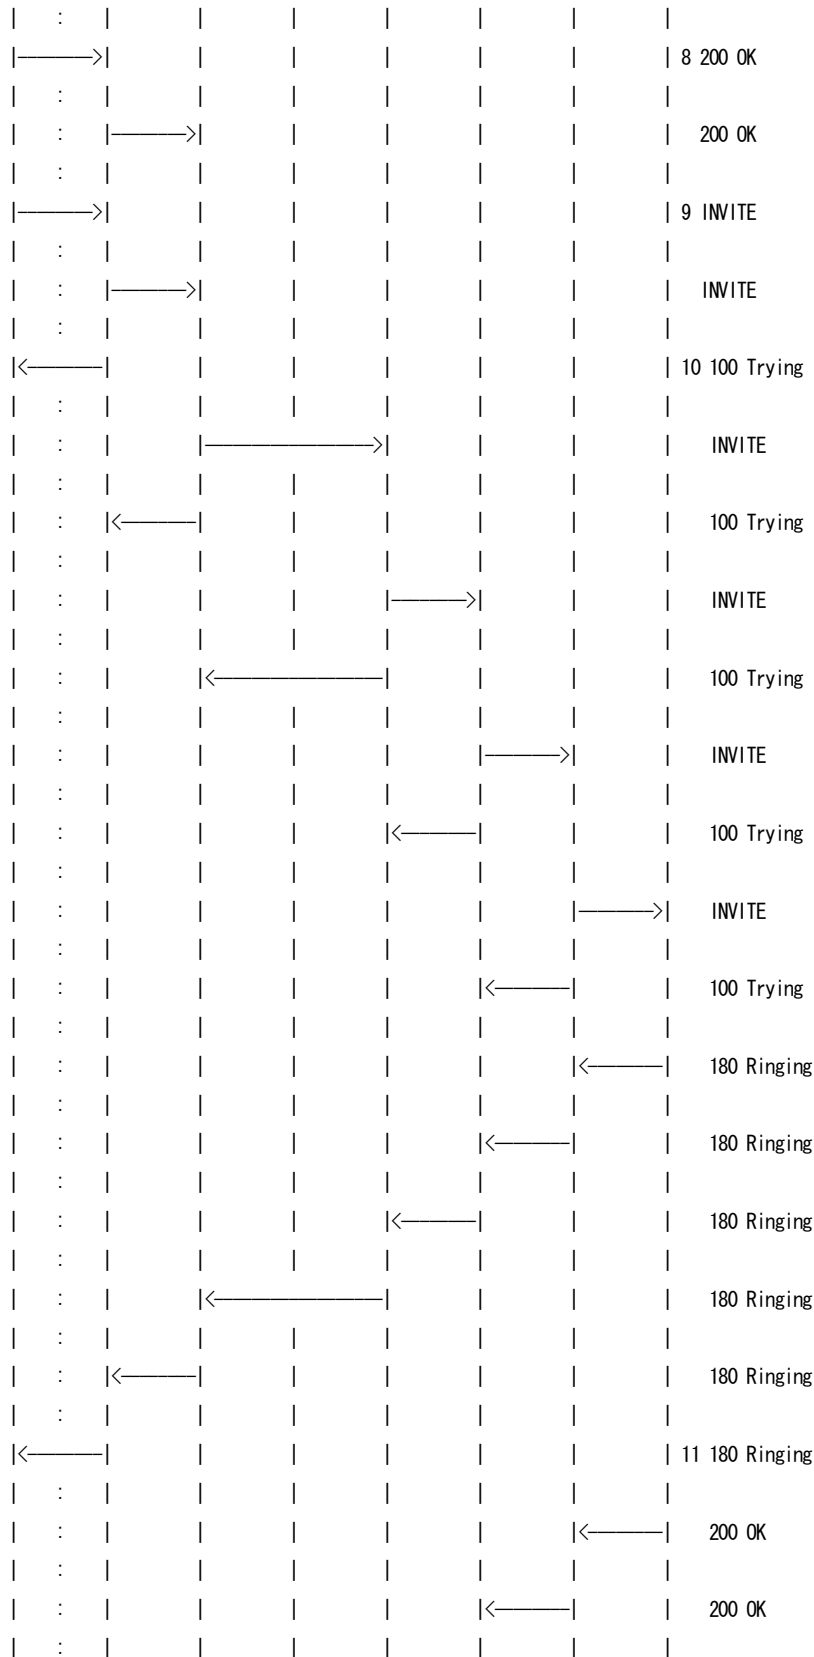 8 200 OK
200 OK
9 INVITE
INVITE
10 100 Trying
INVITE
100 Trying
INVITE
100 Trying
INVITE
100 Trying
INVITE
100 Trying
180 Ringing
180 Ringing
180 Ringing
180 Ringing
180 Ringing
11 180 Ringing
200 OK
200 OK